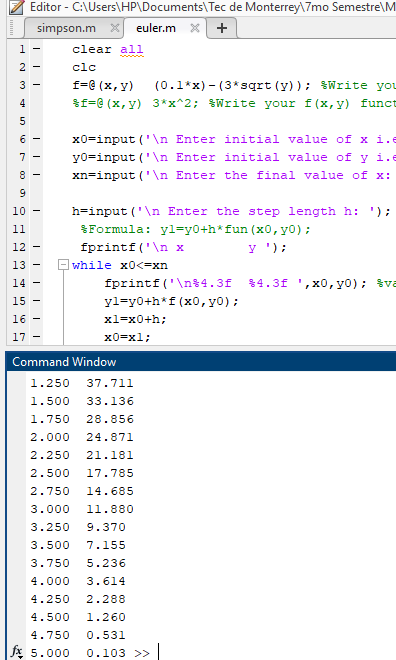 Editor - C:\Users\HP\Documents\Tec de Monterrey\7mo Semestre\M
simpson.m × euler.m × +
1 - clear all
2 - clc
3 - f=@(x,y) (0.1*x)-(3*sqrt(y)); %Write you
4 %f=@(x,y) 3*x^2; %Write your f(x,y) funct
5
6 - x0=input('\n Enter initial value of x i.e
7 - y0=input('\n Enter initial value of y i.e
8 - xn=input('\n Enter the final value of x:
9
10 - h=input('\n Enter the step length h: ');
11 %Formula: y1=y0+h*fun(x0,y0);
12 - fprintf('\n x y ');
13 - while x0<=xn
14 - fprintf('\n%4.3f %4.3f ',x0,y0); %va
15 - y1=y0+h*f(x0,y0);
16 - x1=x0+h;
17 - x0=x1;
Command Window
1.250 37.711
1.500 33.136
1.750 28.856
2.000 24.871
2.250 21.181
2.500 17.785
2.750 14.685
3.000 11.880
3.250 9.370
3.500 7.155
3.750 5.236
4.000 3.614
4.250 2.288
4.500 1.260
4.750 0.531
fx 5.000 0.103 >>